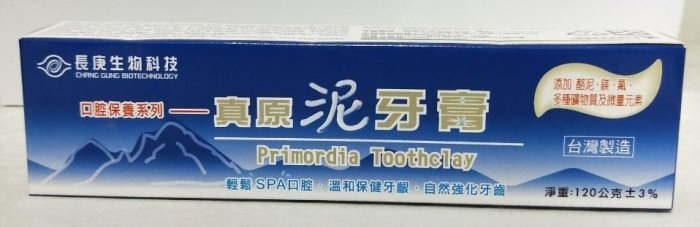 長庚生物科技
CHANG GUNG BIOTECHNOLOGY
口腔保養系列
真原泥牙膏
Primordia Toothclay
添加 酪泥、鎂、氟、
多種礦物質及微量元素
台灣製造
輕鬆SPA口腔‧溫和保健牙齦‧自然強化牙齒
淨重:120公克±3%